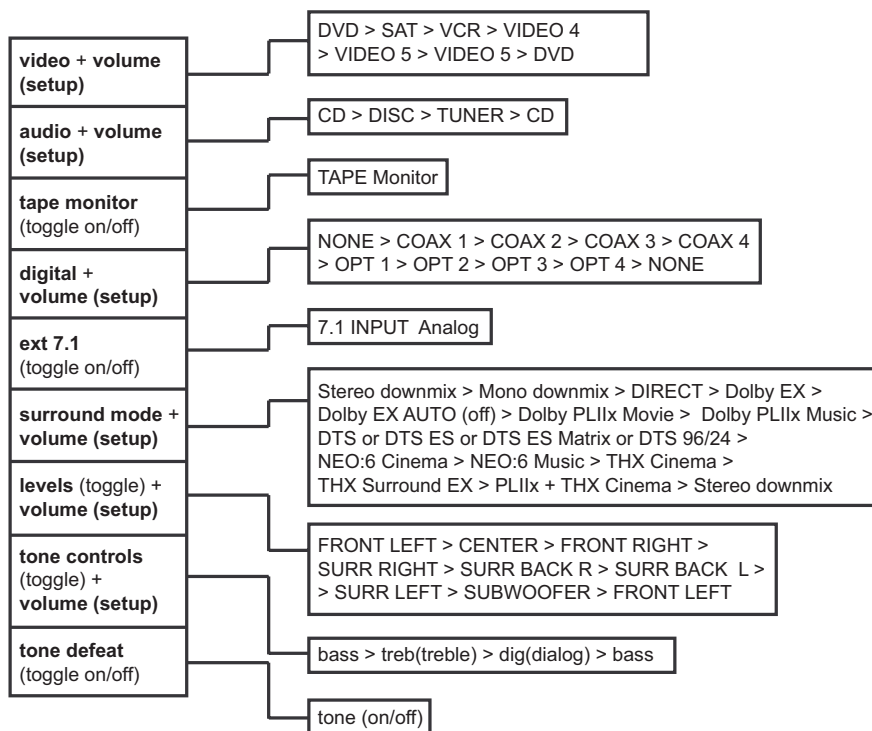 video + volume
(setup)
DVD > SAT > VCR > VIDEO 4
> VIDEO 5 > VIDEO 5 > DVD
audio + volume
(setup)
CD > DISC > TUNER > CD
tape monitor
(toggle on/off)
TAPE Monitor
digital +
volume (setup)
NONE > COAX 1 > COAX 2 > COAX 3 > COAX 4
> OPT 1 > OPT 2 > OPT 3 > OPT 4 > NONE
ext 7.1
(toggle on/off)
7.1 INPUT Analog
surround mode +
volume (setup)
Stereo downmix > Mono downmix > DIRECT > Dolby EX >
Dolby EX AUTO (off) > Dolby PLIIx Movie > Dolby PLIIx Music >
DTS or DTS ES or DTS ES Matrix or DTS 96/24 >
NEO:6 Cinema > NEO:6 Music > THX Cinema >
THX Surround EX > PLIIx + THX Cinema > Stereo downmix
levels (toggle) +
volume (setup)
FRONT LEFT > CENTER > FRONT RIGHT >
SURR RIGHT > SURR BACK R > SURR BACK L >
> SURR LEFT > SUBWOOFER > FRONT LEFT
tone controls
(toggle) +
volume (setup)
bass > treb(treble) > dig(dialog) > bass
tone defeat
(toggle on/off)
tone (on/off)